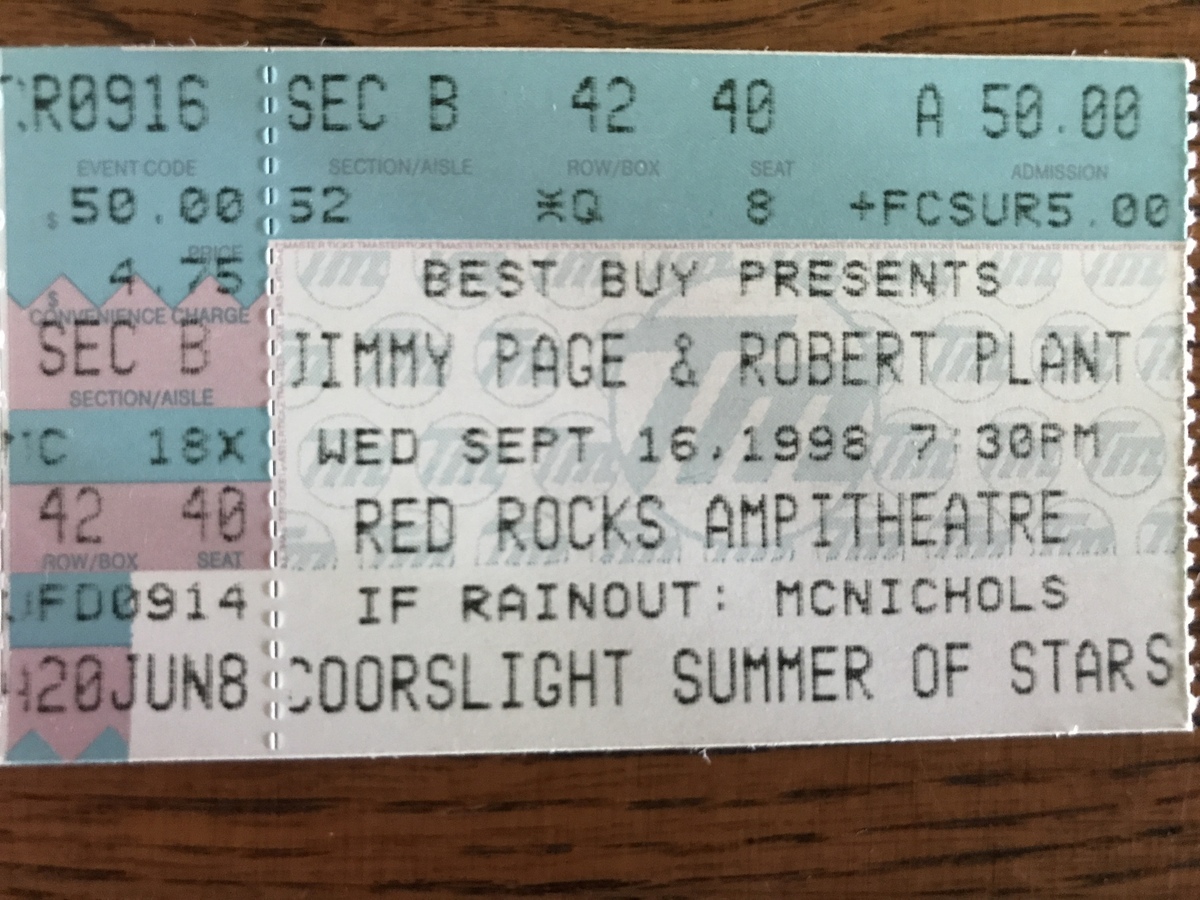 CR0916
EVENT CODE
$ 50.00
PRICE
$ 4.75
CONVENIENCE CHARGE
SEC B
SECTION/AISLE
18X
42 40
ROW/BOX SEAT
FD0914
A20JUN8
SEC B 42 40 A 50.00
SECTION/AISLE ROW/BOX SEAT ADMISSION
52 *Q 8 +FCSUR5.00
BEST BUY PRESENTS
JIMMY PAGE & ROBERT PLANT
WED SEPT 16,1998 7:30PM
RED ROCKS AMPITHEATRE
IF RAINOUT: MCNICHOLS
COORSLIGHT SUMMER OF STARS